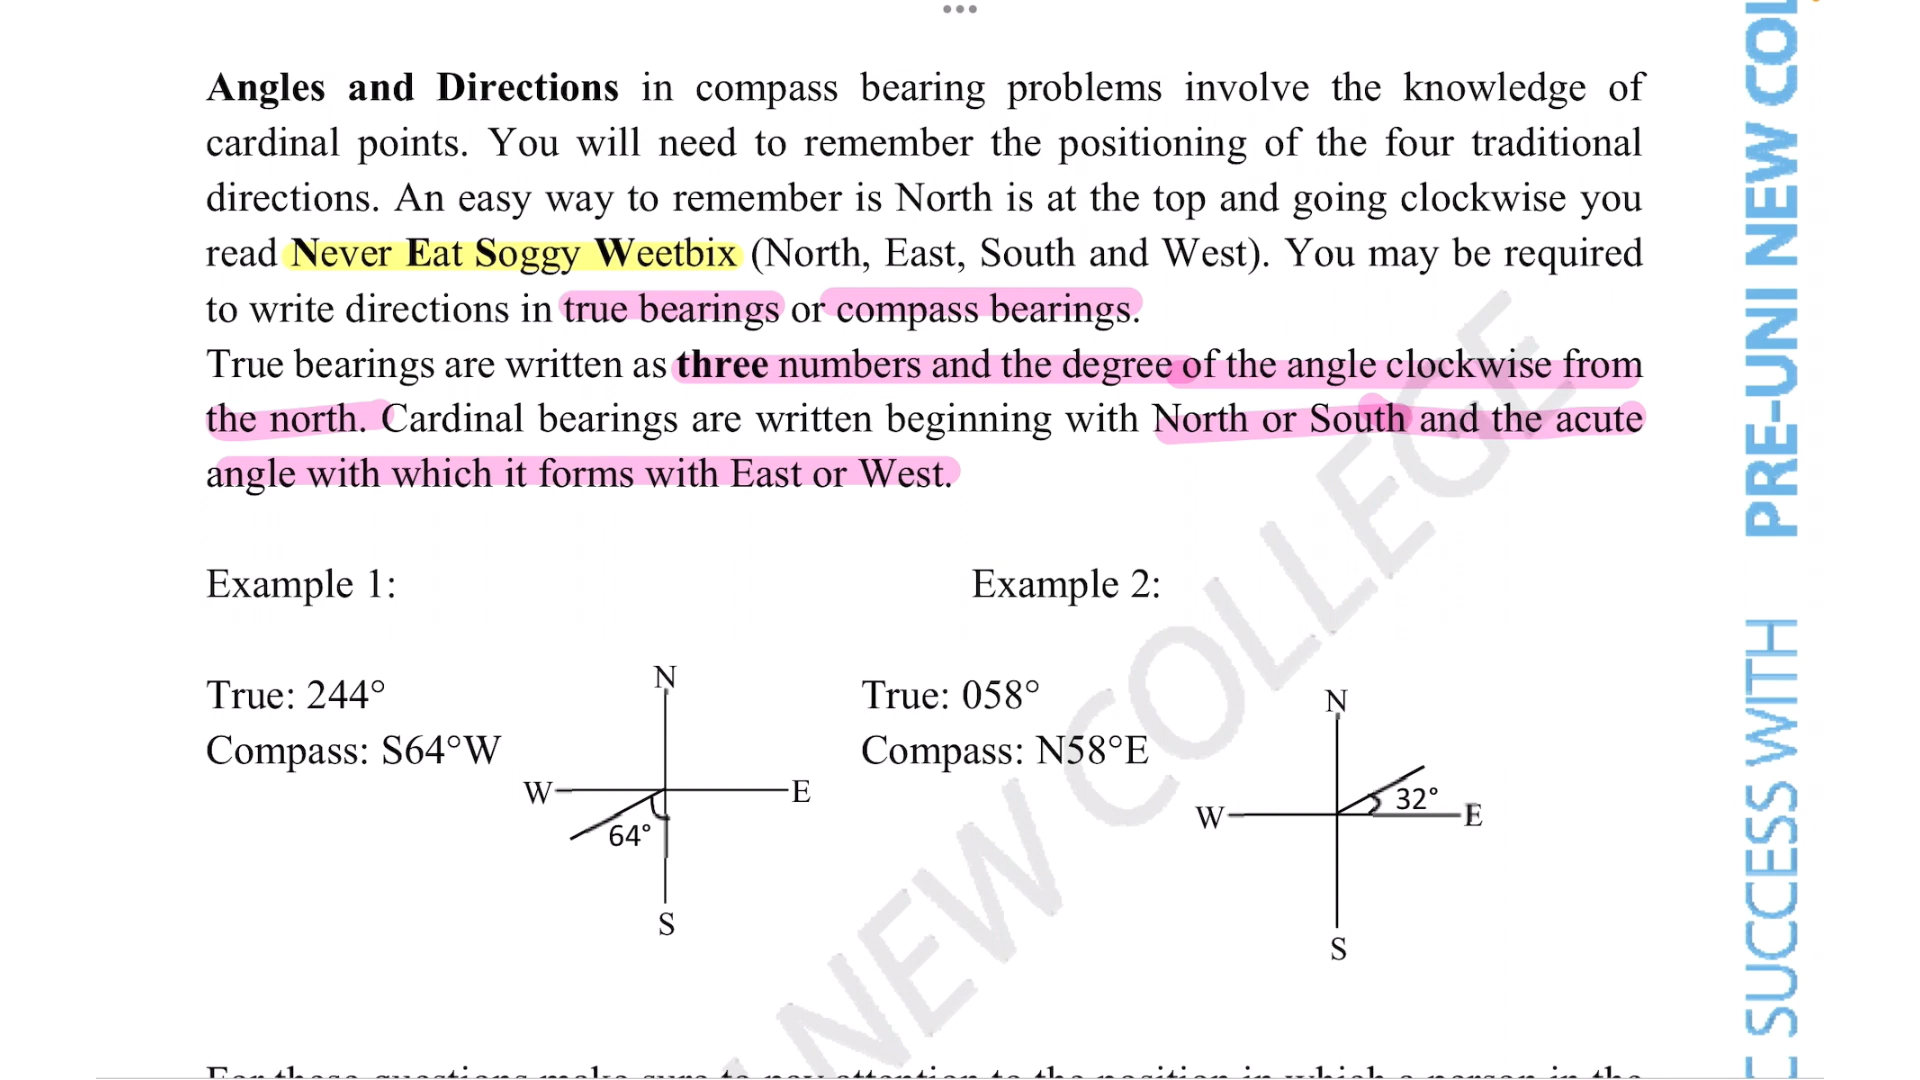 Angles and Directions in compass bearing problems involve the knowledge of
cardinal points. You will need to remember the positioning of the four traditional
directions. An easy way to remember is North is at the top and going clockwise you
read Never Eat Soggy Weetbix (North, East, South and West). You may be required
to write directions in true bearings or compass bearings.
True bearings are written as three numbers and the degree of the angle clockwise from
the north. Cardinal bearings are written beginning with North or South and the acute
angle with which it forms with East or West.
Example 1:
Example 2:
True: 244°
Compass: S64°W
N
W
E
64°
S
True: 058°
Compass: N58°E
N
W
E
32°
S
NEW COLLEGE
SUCCESS WITH PRE-UNI NEW COL